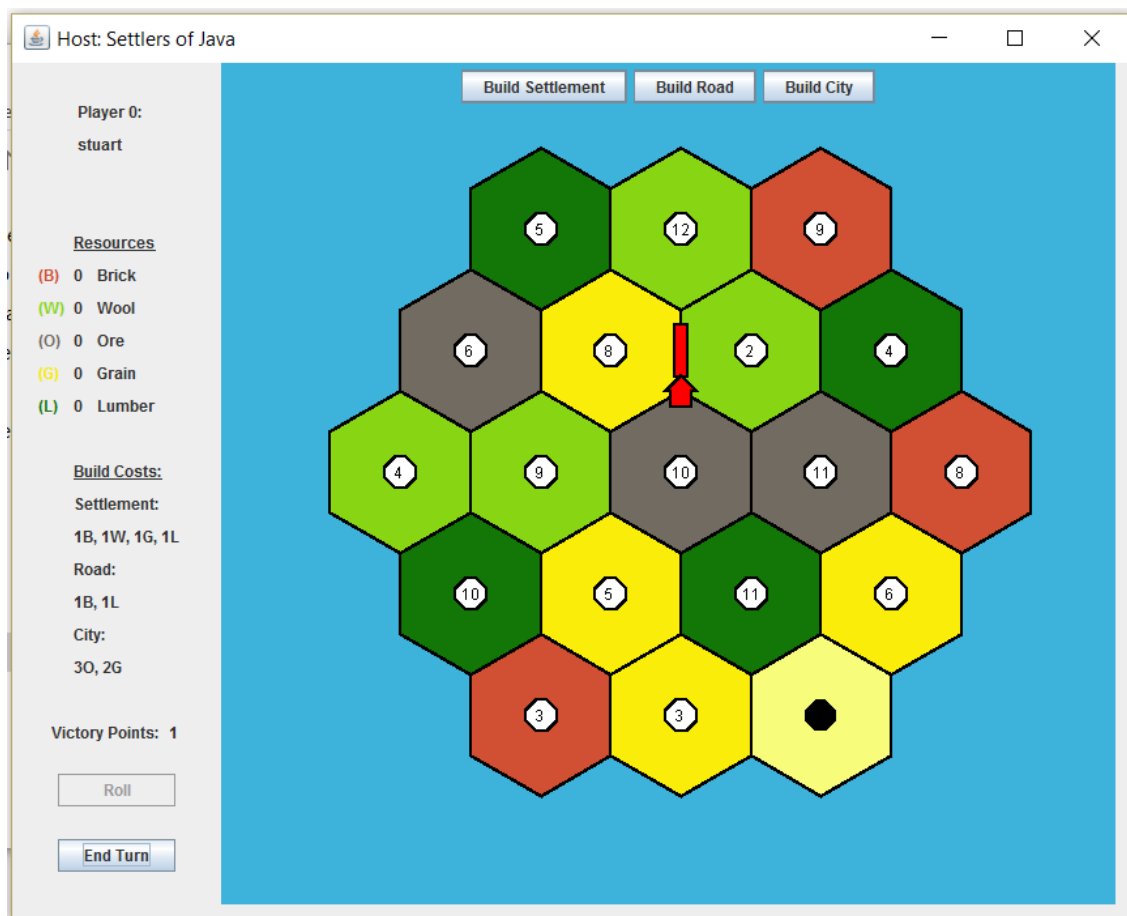 Host: Settlers of Java
Build Settlement Build Road Build City
Player 0:
stuart
Resources
(B) 0 Brick
(W) 0 Wool
(O) 0 Ore
(G) 0 Grain
(L) 0 Lumber
Build Costs:
Settlement:
1B, 1W, 1G, 1L
Road:
1B, 1L
City:
3O, 2G
Victory Points: 1
Roll
End Turn
5 12 9
6 8 2 4
4 9 10 11 8
10 5 11 6
3 3